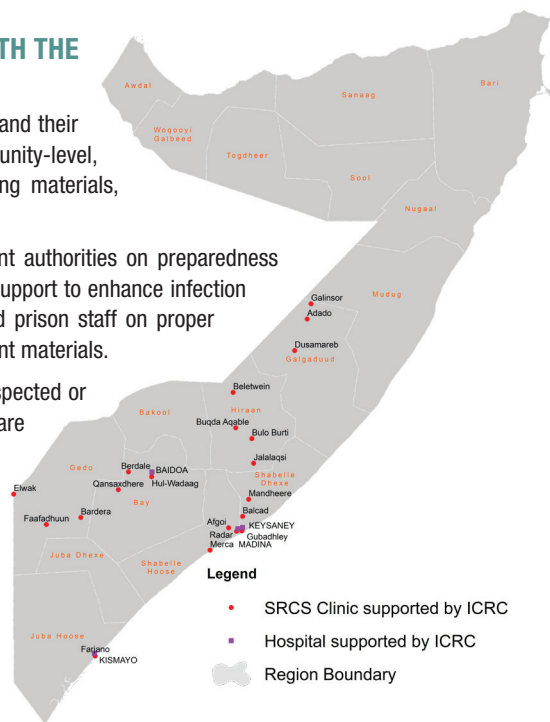 TH THE
and their
unity-level,
ng materials,
nt authorities on preparedness
support to enhance infection
d prison staff on proper
nt materials.
spected or
are
Awdal
Sanaag
Bari
Woqooyi
Galbeed
Togdheer
Sool
Nugaal
Mudug
Galinsor
Adado
Dusamareb
Galgaduud
Beletwein
Bakool
Hiraan
Buqda Aqable
Bulo Burti
Jalalaqsi
Gedo
Berdale
BAIDOA
Shabelle
Dhexe
Elwak
Qansaxdhere
Hul-Wadaag
Bay
Mandheere
Bardera
Faafadhuun
Balcad
Afgoi
KEYSANEY
Radar
Gubadhley
Merca
MADINA
Juba Dhexe
Shabelle
Hoose
Juba Hoose
Farjano
KISMAYO
Legend
SRCS Clinic supported by ICRC
Hospital supported by ICRC
Region Boundary